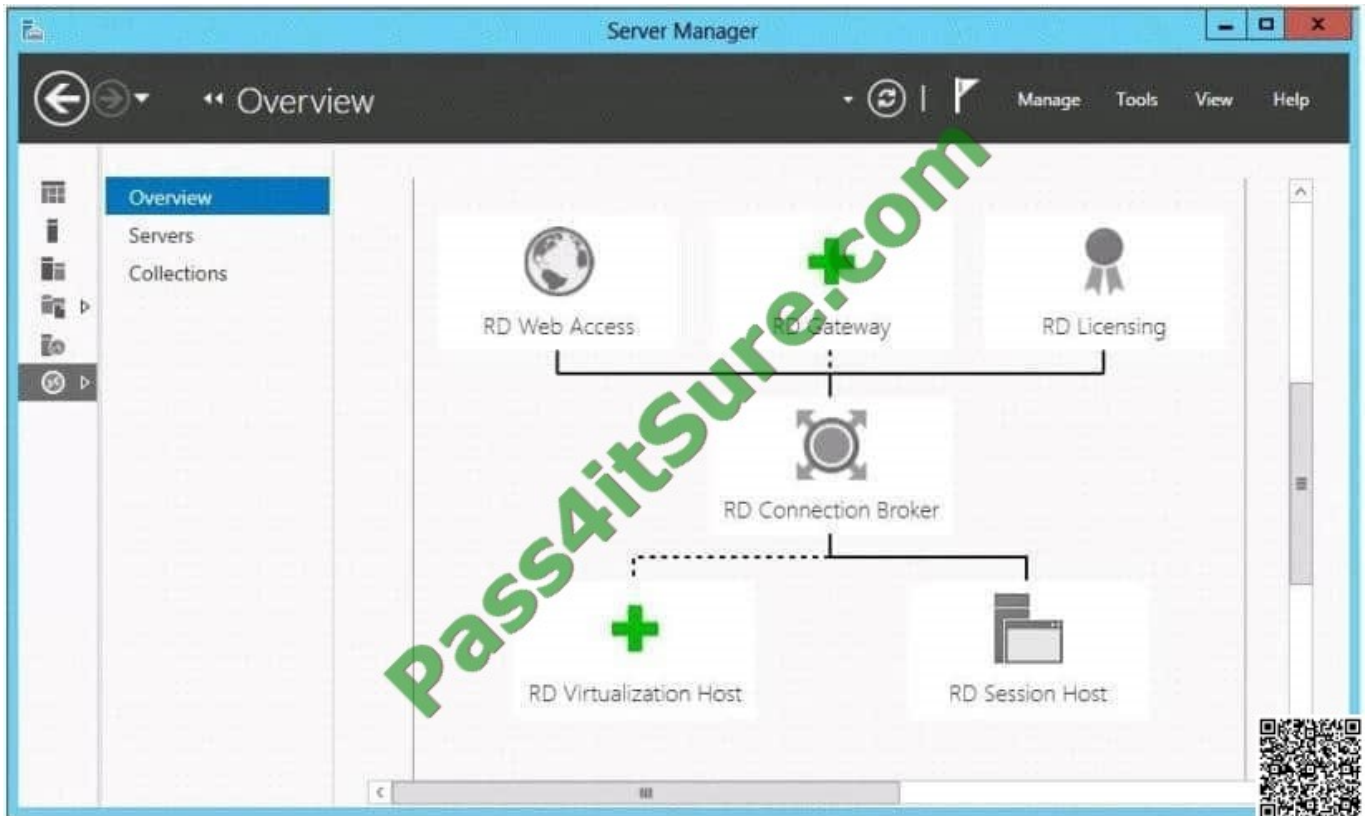 Server Manager
Overview
Manage Tools View Help
Overview
Servers
Collections
RD Web Access
RD Gateway
RD Licensing
RD Connection Broker
RD Virtualization Host
RD Session Host
Pass4itSure.com